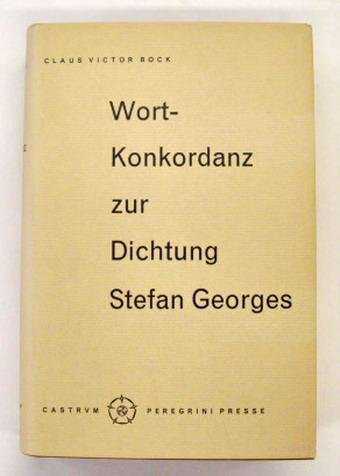 CLAUS VICTOR BOCK
Wort-
Konkordanz
zur
Dichtung
Stefan Georges
CASTRVM PEREGRINI PRESSE